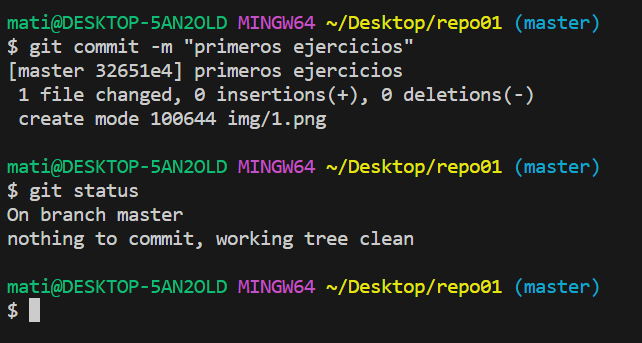 mati@DESKTOP-5AN2OLD MINGW64 ~/Desktop/repo01 (master)
$ git commit -m "primeros ejercicios"
[master 32651e4] primeros ejercicios
 1 file changed, 0 insertions(+), 0 deletions(-)
 create mode 100644 img/1.png
mati@DESKTOP-5AN2OLD MINGW64 ~/Desktop/repo01 (master)
$ git status
On branch master
nothing to commit, working tree clean
mati@DESKTOP-5AN2OLD MINGW64 ~/Desktop/repo01 (master)
$